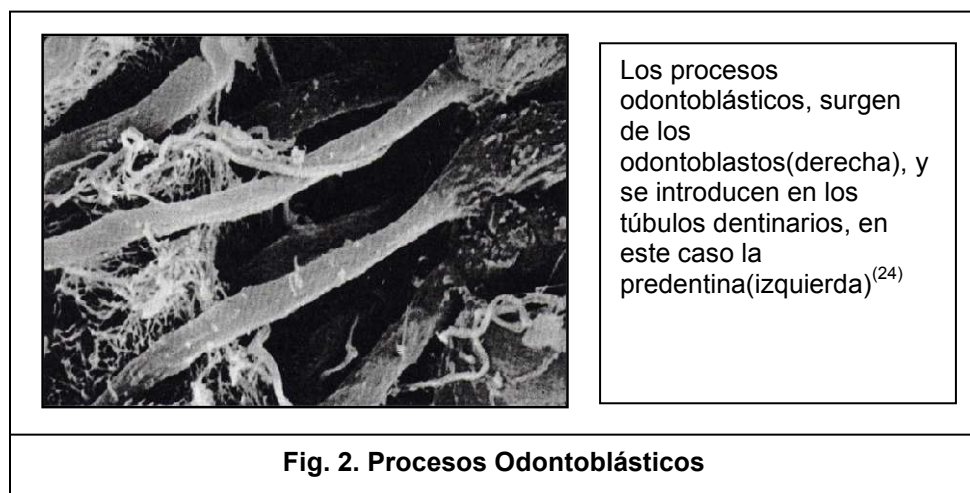 Los procesos
odontoblásticos, surgen
de los
odontoblastos(derecha), y
se introducen en los
túbulos dentinarios, en
este caso la
predentina(izquierda)(24)
Fig. 2. Procesos Odontoblásticos